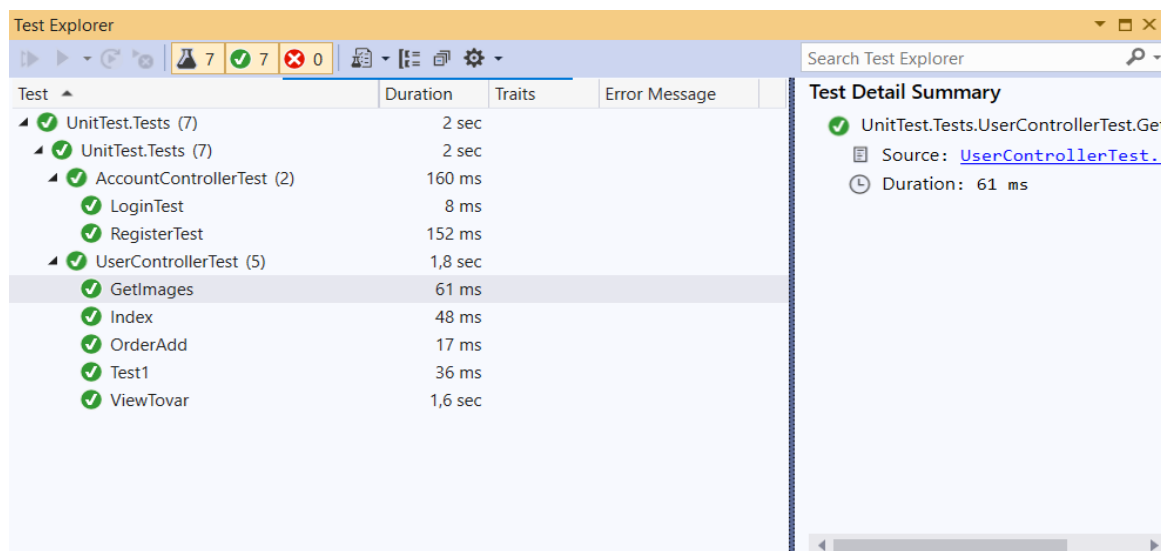 Test Explorer
7 7 0
Search Test Explorer
Test Duration Traits Error Message
UnitTest.Tests (7) 2 sec
UnitTest.Tests (7) 2 sec
AccountControllerTest (2) 160 ms
LoginTest 8 ms
RegisterTest 152 ms
UserControllerTest (5) 1,8 sec
GetImages 61 ms
Index 48 ms
OrderAdd 17 ms
Test1 36 ms
ViewTovar 1,6 sec
Test Detail Summary
UnitTest.Tests.UserControllerTest.Get
Source: UserControllerTest.
Duration: 61 ms